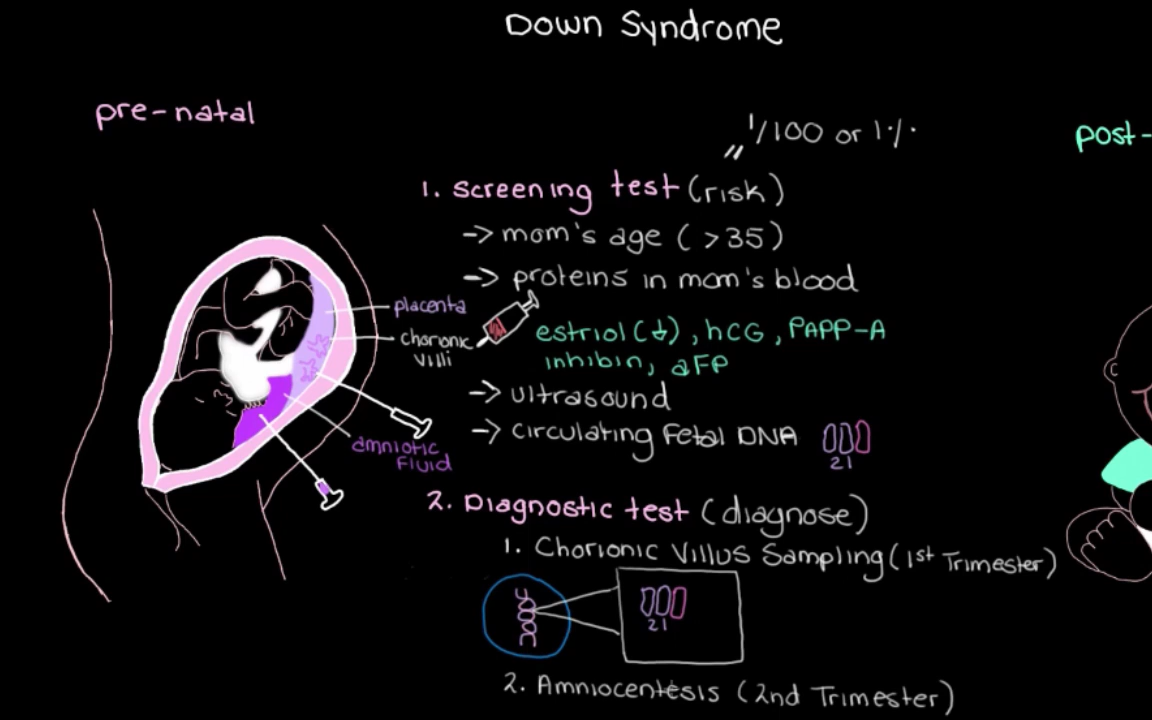 Down Syndrome
pre-natal
1/100 or 1%
post-
1. Screening test (risk)
-> mom's age (>35)
-> proteins in mom's blood
placenta
chorionic
villi
estriol(↓), hCG, PAPP-A
inhibin, aFP
-> ultrasound
-> circulating Fetal DNA
21
amniotic
Fluid
2. Diagnostic test (diagnose)
1. Chorionic Villus Sampling (1st Trimester)
21
2. Amniocentesis (2nd Trimester)